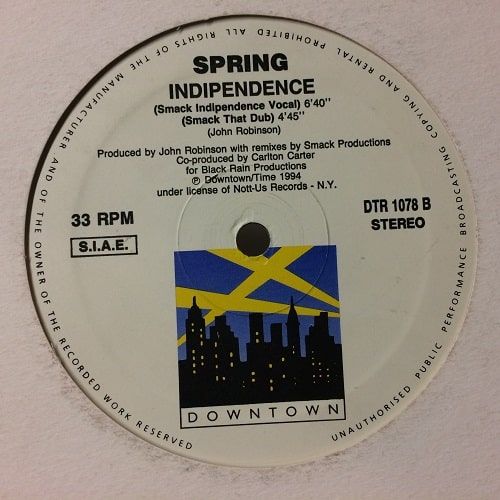 SPRING
INDIPENDENCE
(Smack Indipendence Vocal) 6'40''
(Smack That Dub) 4'45''
(John Robinson)
Produced by John Robinson with remixes by Smack Productions
Co-produced by Carlton Carter
for Black Rain Productions
℗ Downtown/Time 1994
under license of Nott-Us Records - N.Y.
33 RPM
S.I.A.E.
DTR 1078 B
STEREO
DOWNTOWN
UNAUTHORISED PUBLIC PERFORMANCE BROADCASTING COPYING AND RENTAL PROHIBITED ALL RIGHTS OF THE MANUFACTURER AND OF THE OWNER OF THE RECORDED WORK RESERVED